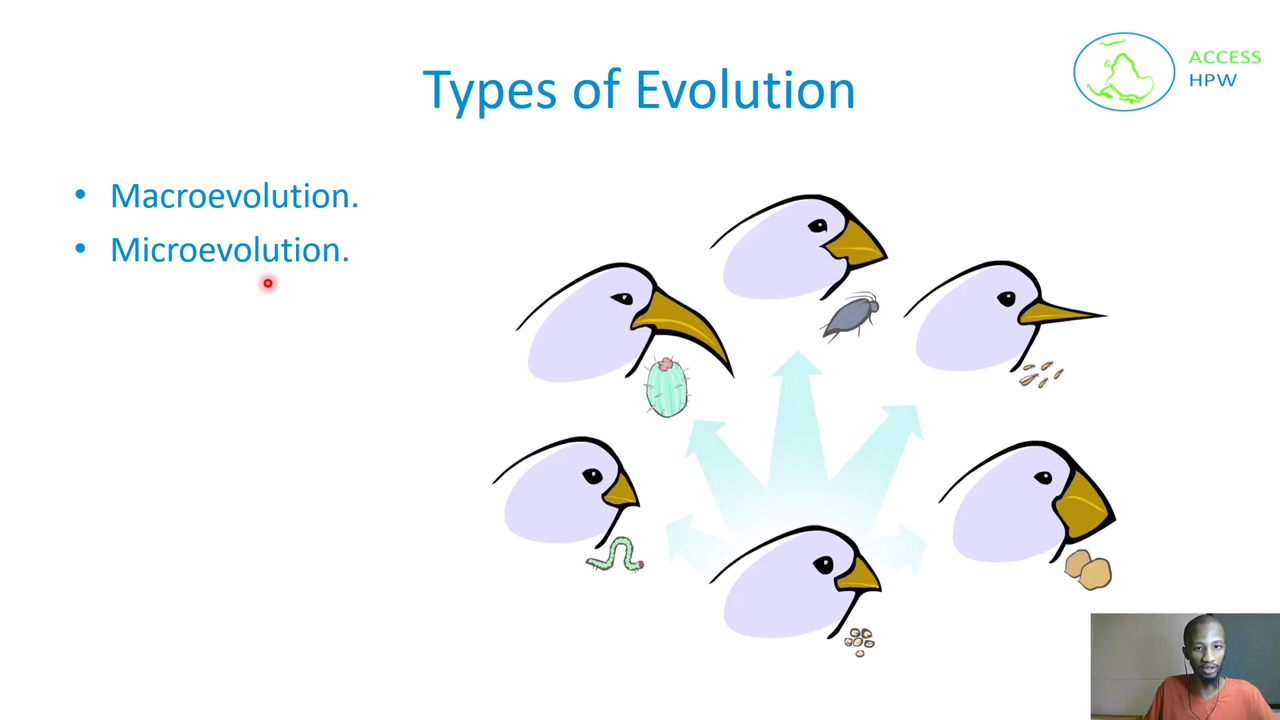 Types of Evolution
ACCESS
HPW
• Macroevolution.
• Microevolution.